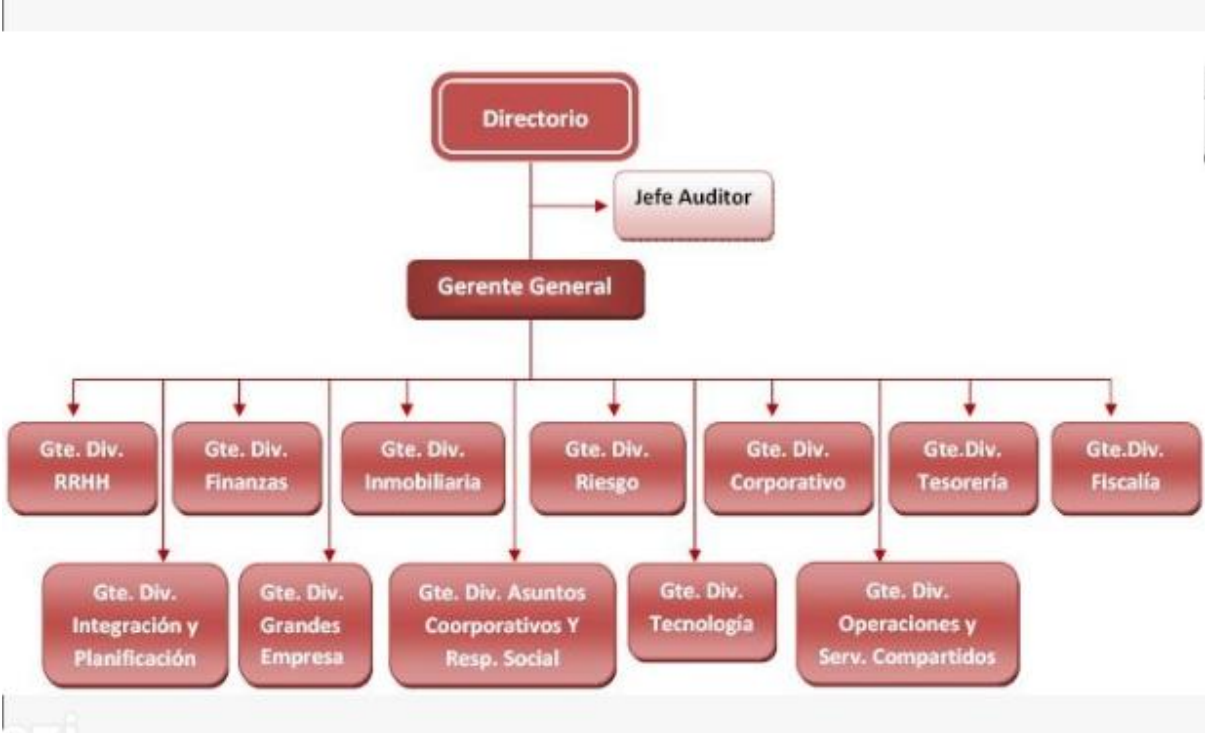 Directorio
Jefe Auditor
Gerente General
Gte. Div.
RRHH
Gte. Div.
Finanzas
Gte. Div.
Inmobiliaria
Gte. Div.
Riesgo
Gte. Div.
Corporativo
Gte.Div.
Tesorería
Gte.Div.
Fiscalía
Gte. Div.
Integración y
Planificación
Gte. Div.
Grandes
Empresa
Gte. Div. Asuntos
Coorporativos Y
Resp. Social
Gte. Div.
Tecnología
Gte. Div.
Operaciones y
Serv. Compartidos